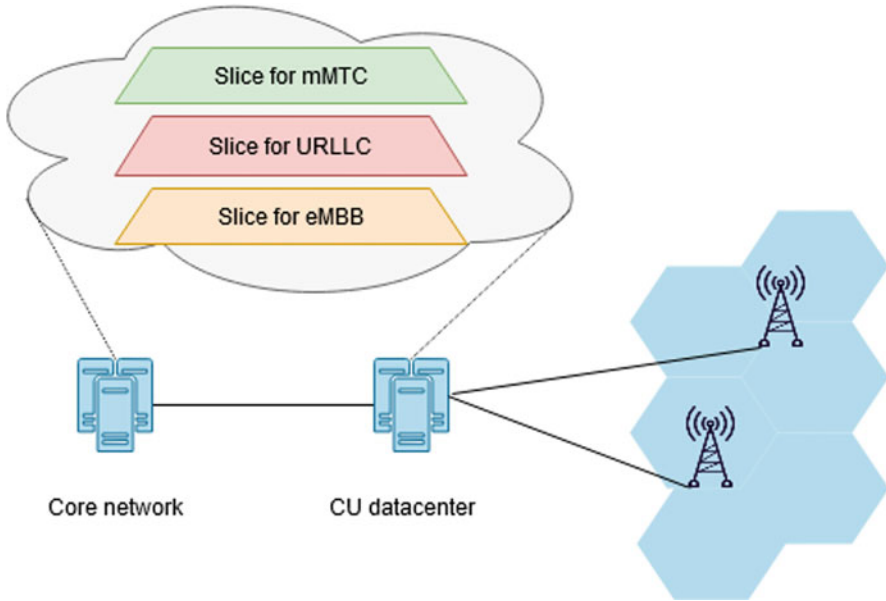 Slice for mMTC
Slice for URLLC
Slice for eMBB
Core network
CU datacenter